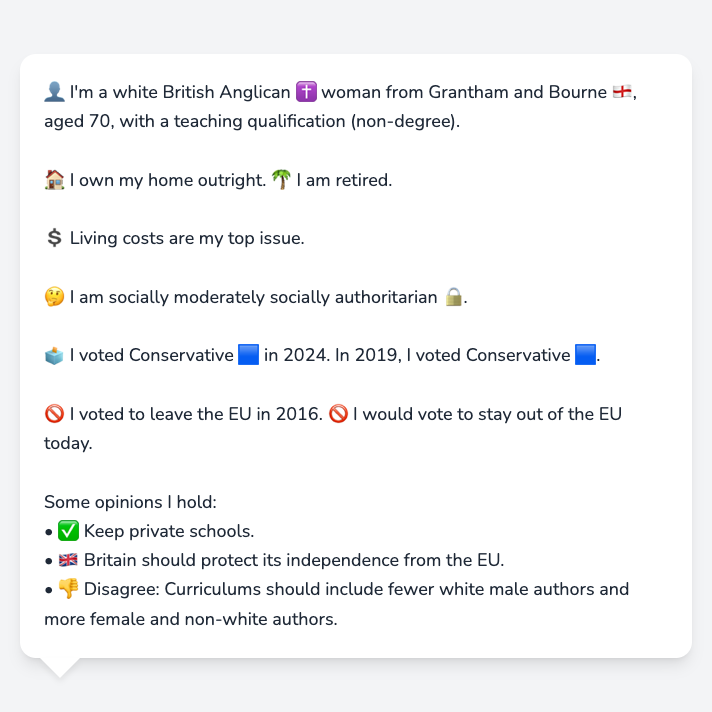 👤 I'm a white British Anglican ✝️ woman from Grantham and Bourne 🏴󠁧󠁢󠁥󠁮󠁧󠁿,
aged 70, with a teaching qualification (non-degree).
🏠 I own my home outright. 🌴 I am retired.
💲 Living costs are my top issue.
🤔 I am socially moderately socially authoritarian 🔒.
🗳️ I voted Conservative 🟦 in 2024. In 2019, I voted Conservative 🟦.
🚫 I voted to leave the EU in 2016. 🚫 I would vote to stay out of the EU
today.
Some opinions I hold:
• ✅ Keep private schools.
• 🇬🇧 Britain should protect its independence from the EU.
• 👎 Disagree: Curriculums should include fewer white male authors and
more female and non-white authors.